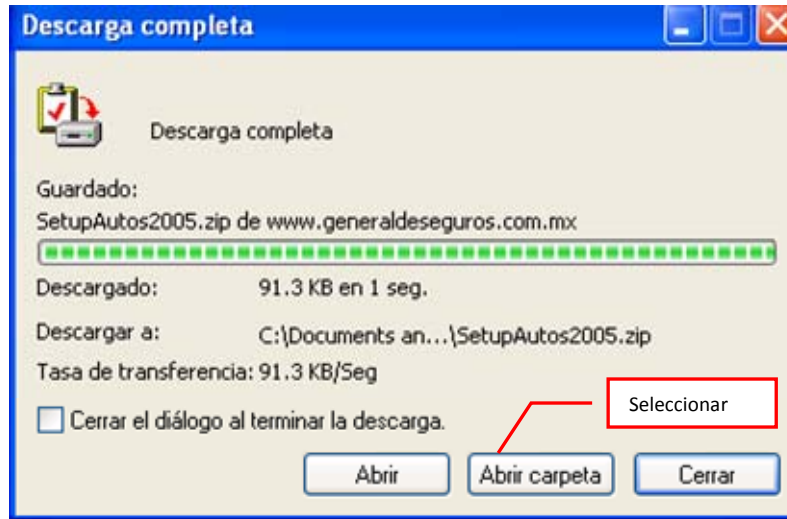 Descarga completa
Descarga completa
Guardado:
SetupAutos2005.zip de www.generaldeseguros.com.mx
Descargado: 91.3 KB en 1 seg.
Descargar a: C:\Documents an...\SetupAutos2005.zip
Tasa de transferencia: 91.3 KB/Seg
Seleccionar
Cerrar el diálogo al terminar la descarga.
Abrir Abrir carpeta Cerrar